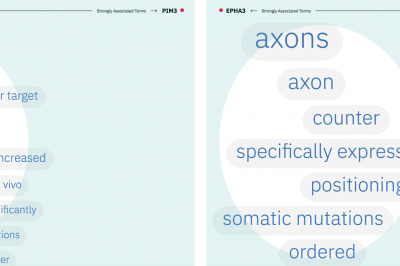 Strongly Associated Terms → PIM3
r target
ncreased
vivo
ificantly
tions
er
EPHA3 ← Strongly Associated Terms
axons
axon
counter
specifically express
positioning
somatic mutations
ordered